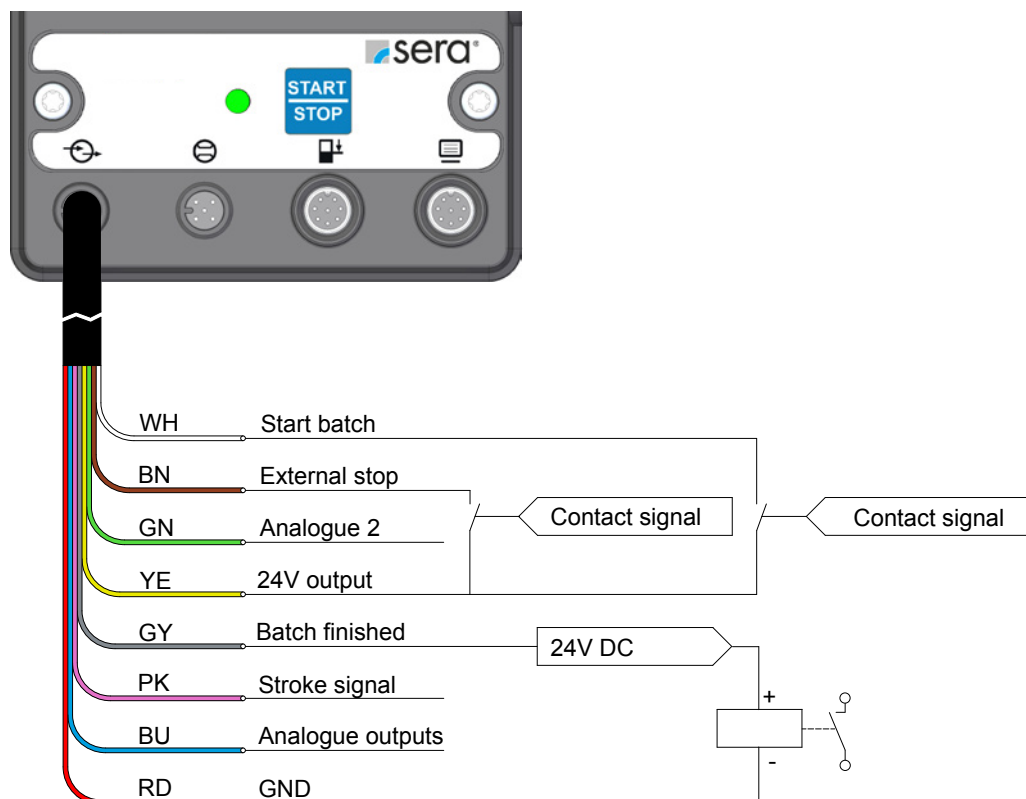 sera®
START
STOP
WH Start batch
BN External stop
Contact signal
Contact signal
GN Analogue 2
YE 24V output
GY Batch finished
24V DC
PK Stroke signal
+
BU Analogue outputs
-
RD GND